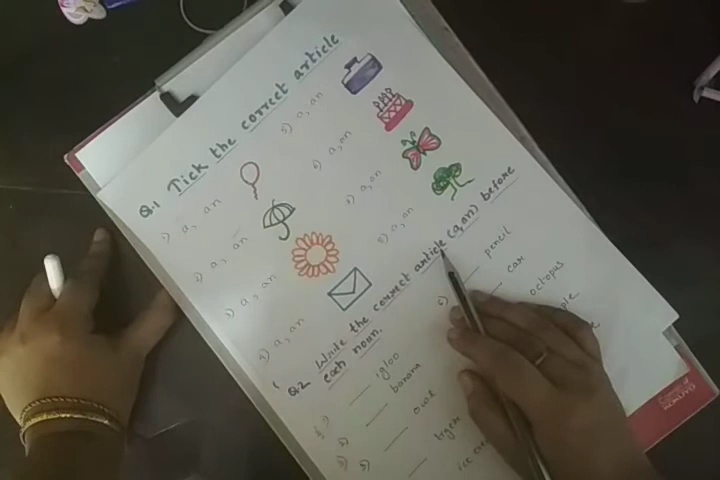 Q.1 Tick the correct article
1) a, an
2) a, an
3) a, an
4) a, an
5) a, an
6) a, an
7) a, an
8) a, an
Q.2 Write the correct article (a, an) before
each noun.
igloo
banana
owl
tiger
ice
pencil
car
octopus